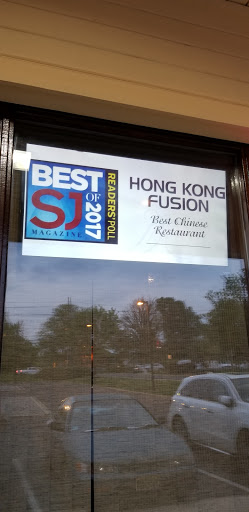 BEST
OF 2017
SJ
MAGAZINE
READERS' POLL
HONG KONG
FUSION
Best Chinese
Restaurant